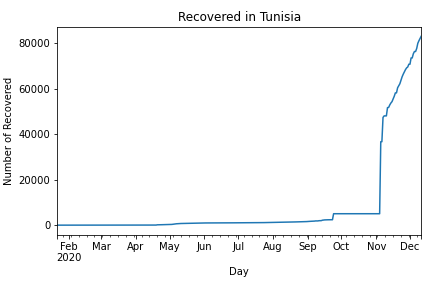 Recovered in Tunisia
Number of Recovered
80000
60000
40000
20000
0
Feb Mar Apr May Jun Jul Aug Sep Oct Nov Dec
2020
Day